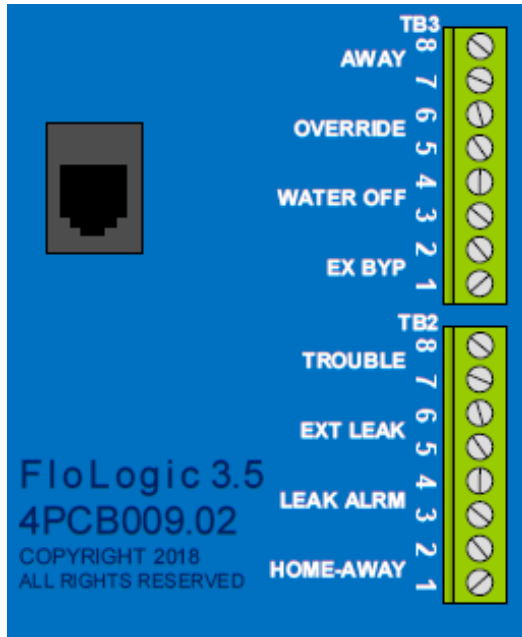 TB3
AWAY 8
7
OVERRIDE 6
5
WATER OFF 4
3
EX BYP 2
1
TB2
TROUBLE 8
7
EXT LEAK 6
5
LEAK ALRM 4
3
HOME-AWAY 2
1
FloLogic 3.5
4PCB009.02
COPYRIGHT 2018
ALL RIGHTS RESERVED